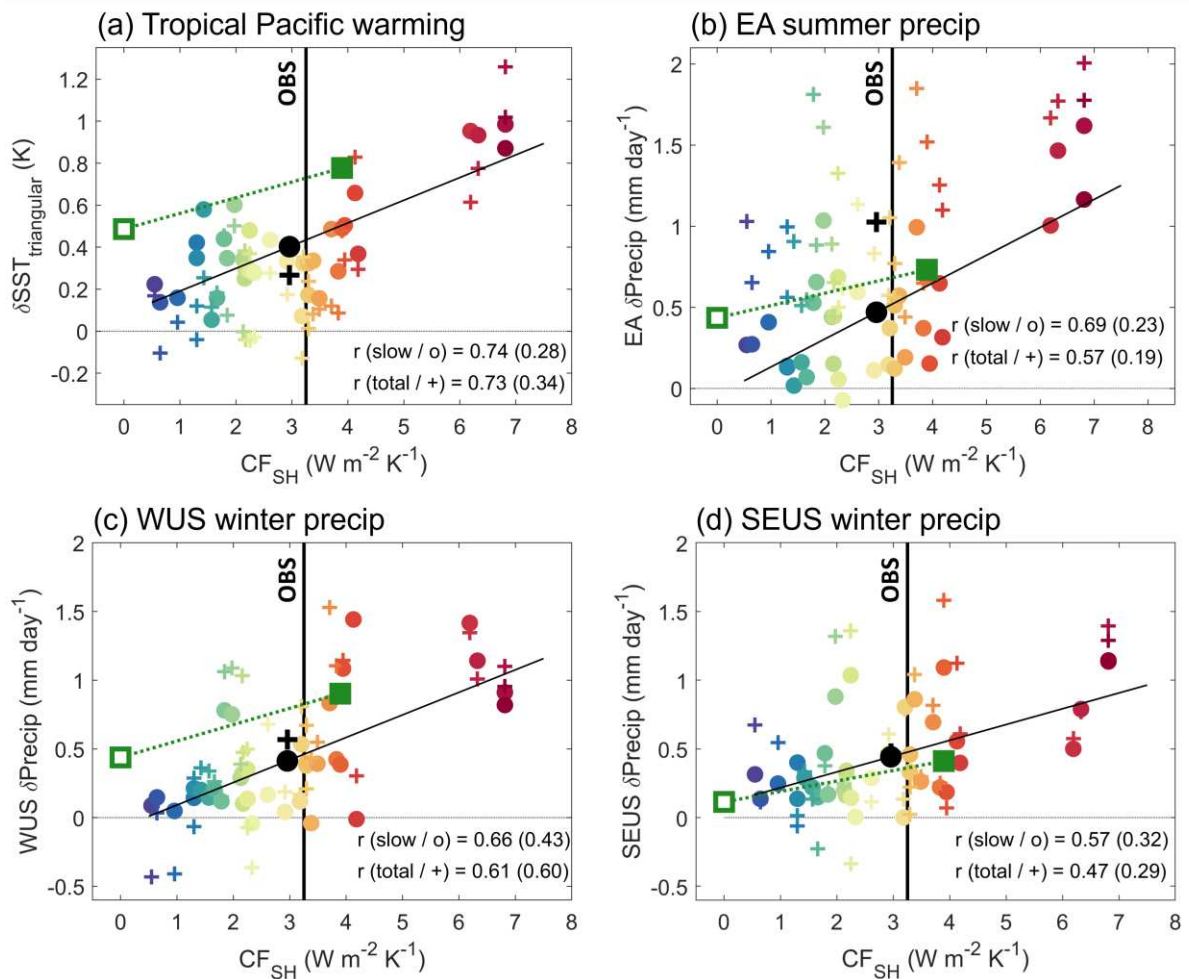 (a) Tropical Pacific warming
δSST_triangular (K)
1.2
1
0.8
0.6
0.4
0.2
0
-0.2
OBS
r (slow / o) = 0.74 (0.28)
r (total / +) = 0.73 (0.34)
0 1 2 3 4 5 6 7 8
CF_SH (W m^-2 K^-1)
(b) EA summer precip
EA δPrecip (mm day^-1)
2
1.5
1
0.5
0
OBS
r (slow / o) = 0.69 (0.23)
r (total / +) = 0.57 (0.19)
0 1 2 3 4 5 6 7 8
CF_SH (W m^-2 K^-1)
(c) WUS winter precip
WUS δPrecip (mm day^-1)
2
1.5
1
0.5
0
-0.5
OBS
r (slow / o) = 0.66 (0.43)
r (total / +) = 0.61 (0.60)
0 1 2 3 4 5 6 7 8
CF_SH (W m^-2 K^-1)
(d) SEUS winter precip
SEUS δPrecip (mm day^-1)
2
1.5
1
0.5
0
-0.5
OBS
r (slow / o) = 0.57 (0.32)
r (total / +) = 0.47 (0.29)
0 1 2 3 4 5 6 7 8
CF_SH (W m^-2 K^-1)